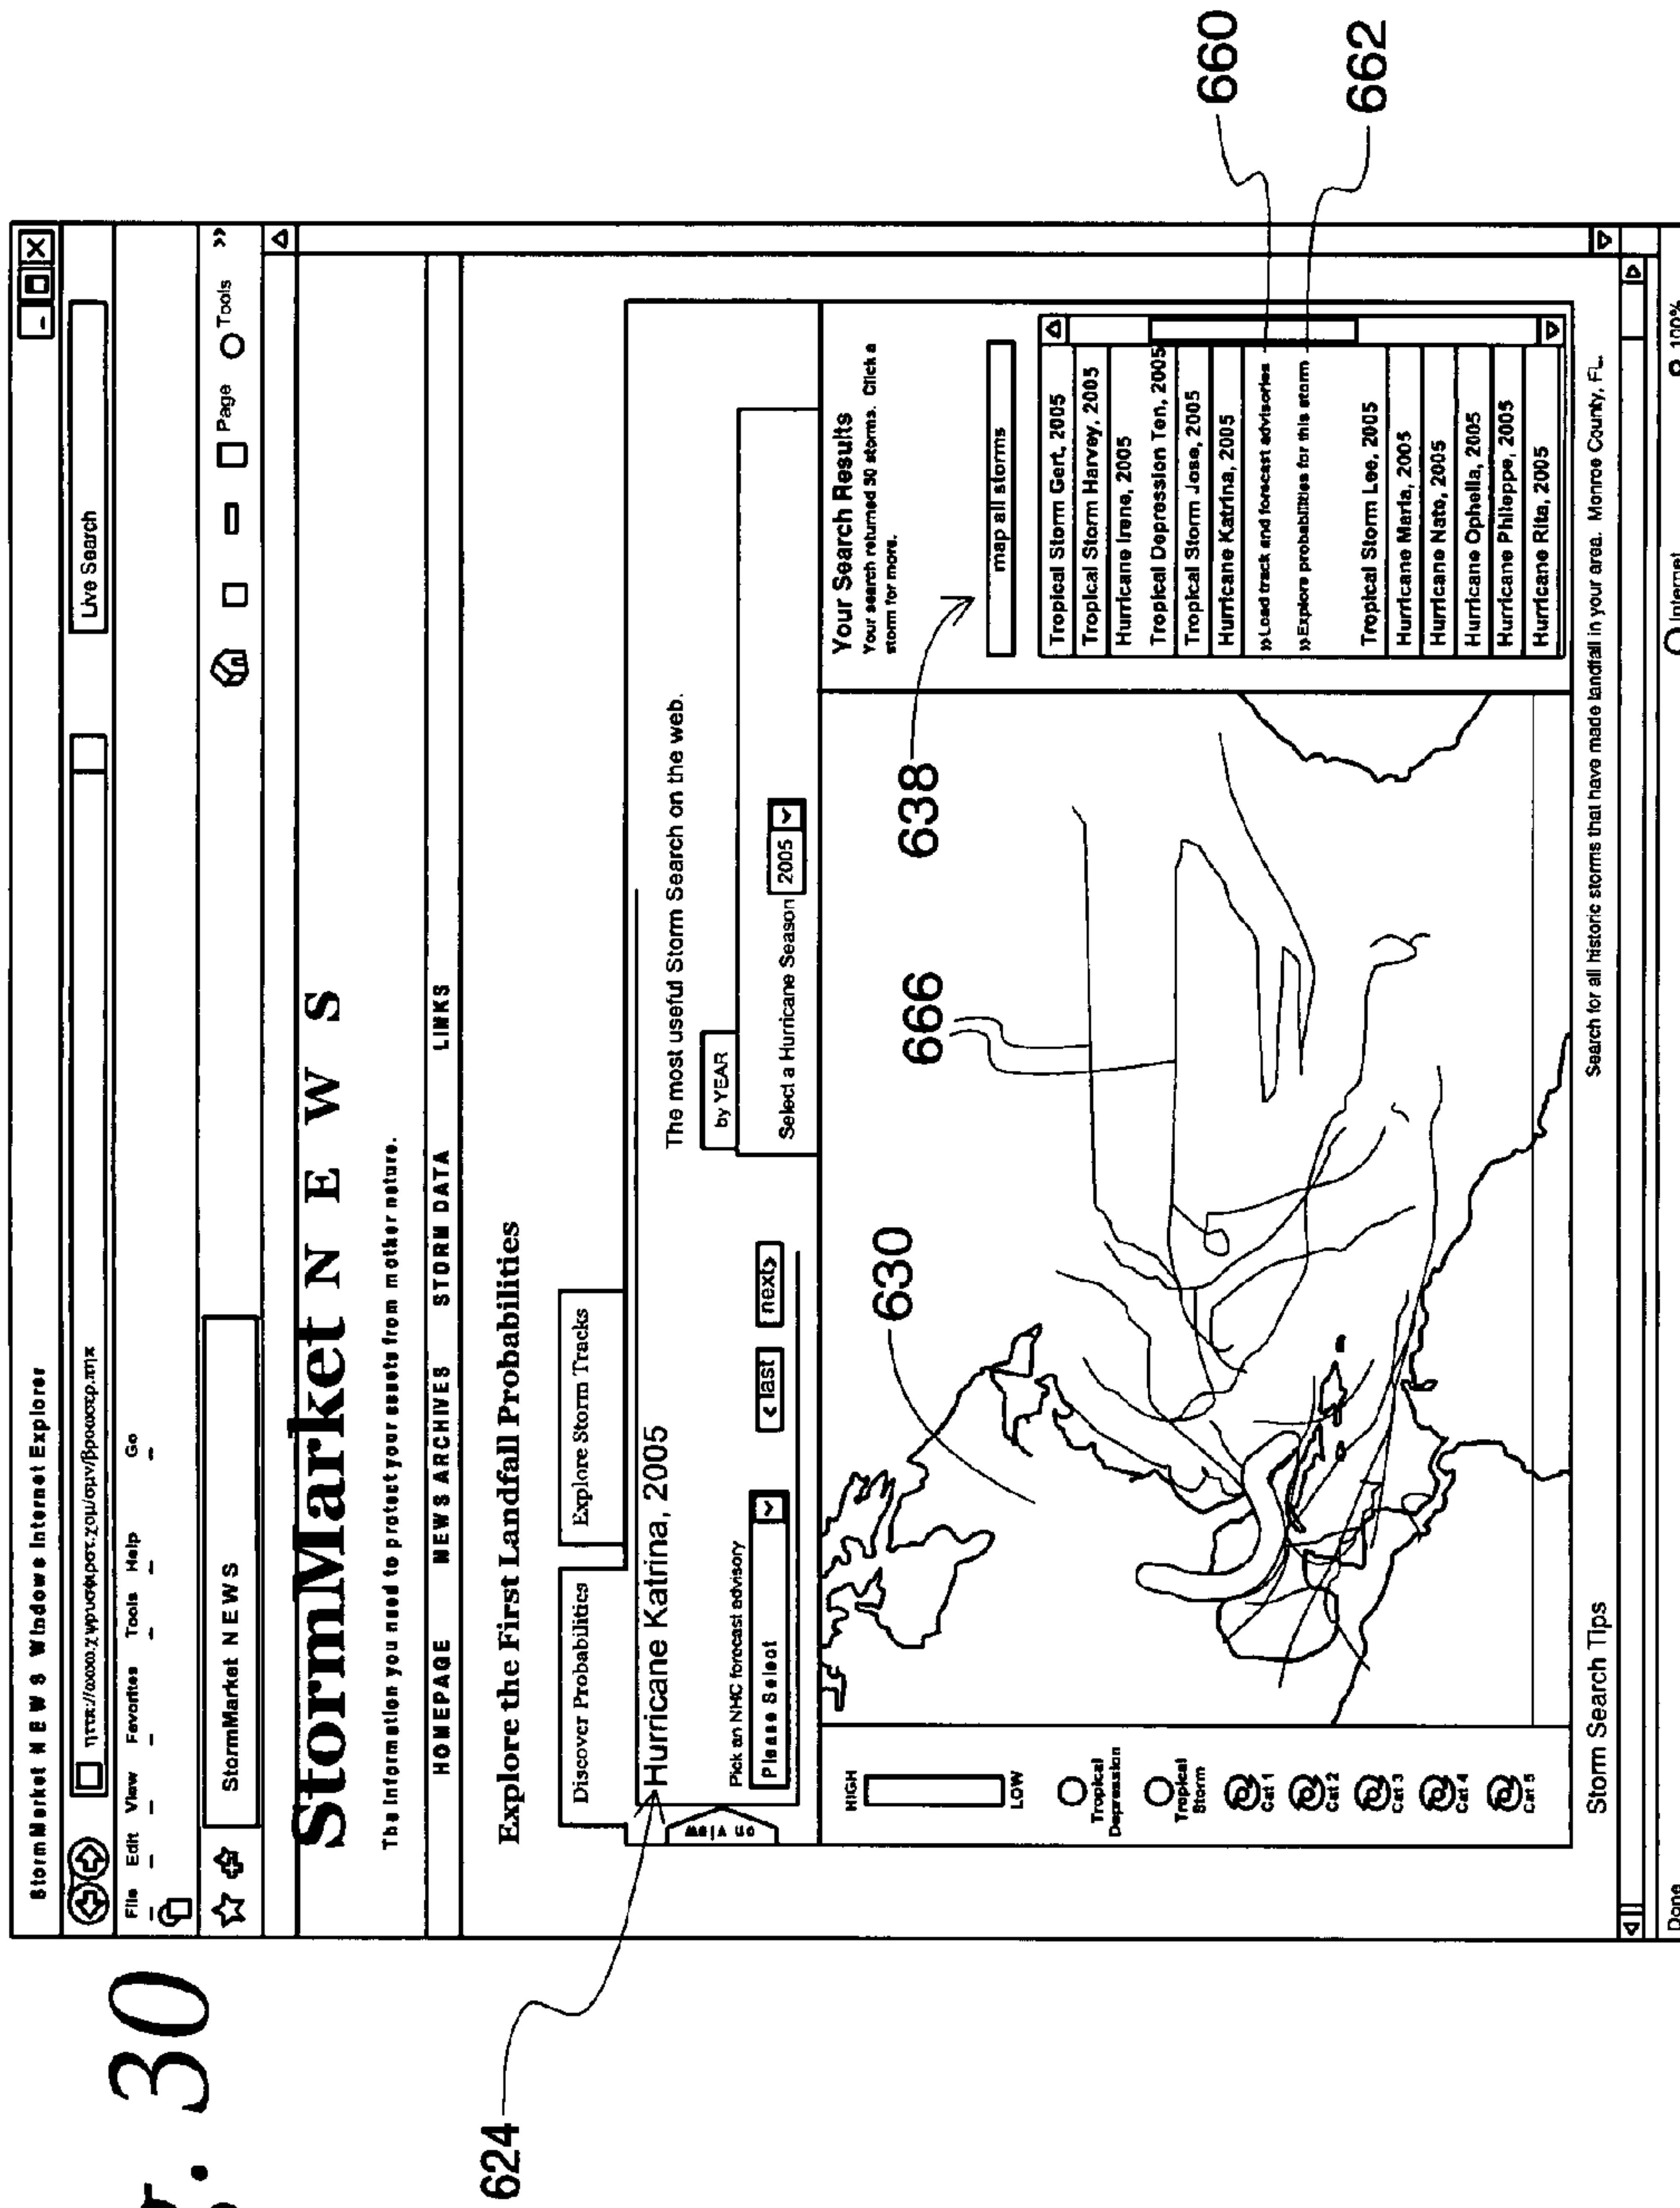 g. 30
StormMarket NEWS Windows Internet Explorer
Live Search
File Edit View Favorites Tools Help Go
StormMarket NEWS
Page Tools »
StormMarket NEWS
The information you need to protect your assets from mother nature.
HOMEPAGE NEWS ARCHIVES STORM DATA LINKS
Explore the First Landfall Probabilities
Discover Probabilities
Explore Storm Tracks
624
Hurricane Katrina, 2005
The most useful Storm Search on the web.
on view
Pick an NHC forecast advisory
Please Select
< last
next>
by YEAR
Select a Hurricane Season 2005
HIGH
LOW
Tropical
Depression
Tropical
Storm
Cat 1
Cat 2
Cat 3
Cat 4
Cat 5
630
666
638
Your Search Results
Your search returned 30 storms. Click a
storm for more.
map all storms
Tropical Storm Gert, 2005
Tropical Storm Harvey, 2005
Hurricane Irene, 2005
Tropical Depression Ten, 2005
Tropical Storm Jose, 2005
Hurricane Katrina, 2005
»Load track and forecast advisories
»Explore probabilities for this storm
Tropical Storm Lee, 2005
Hurricane Maria, 2005
Hurricane Nate, 2005
Hurricane Ophelia, 2005
Hurricane Phileppe, 2005
Hurricane Rita, 2005
660
662
Storm Search Tips
Search for all historic storms that have made landfall in your area. Monroe County, FL.
Done
Internet
100%